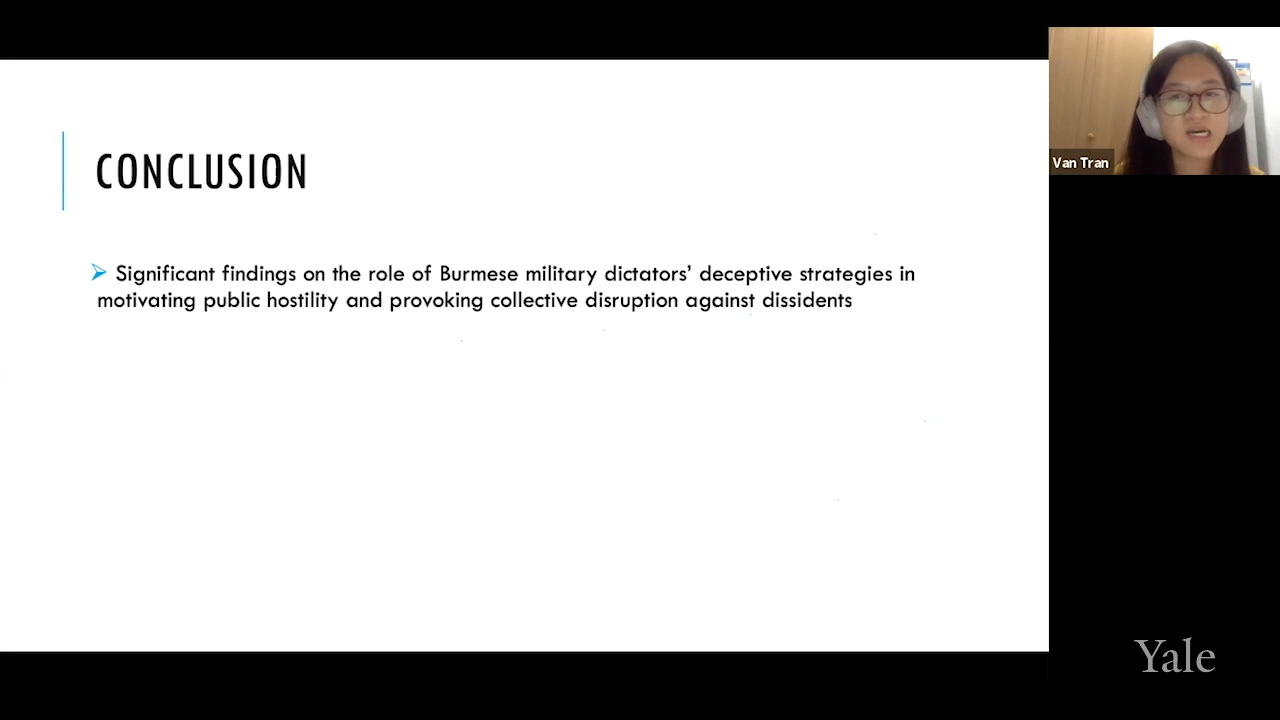 CONCLUSION
Significant findings on the role of Burmese military dictators’ deceptive strategies in
motivating public hostility and provoking collective disruption against dissidents
Van Tran
Yale